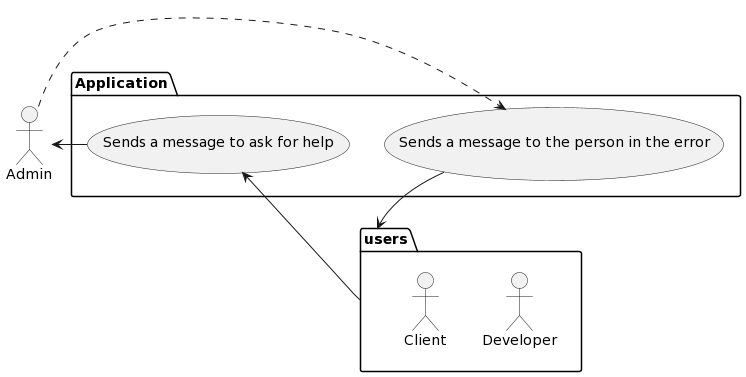 Application
Sends a message to ask for help
Sends a message to the person in the error
Admin
users
Client
Developer